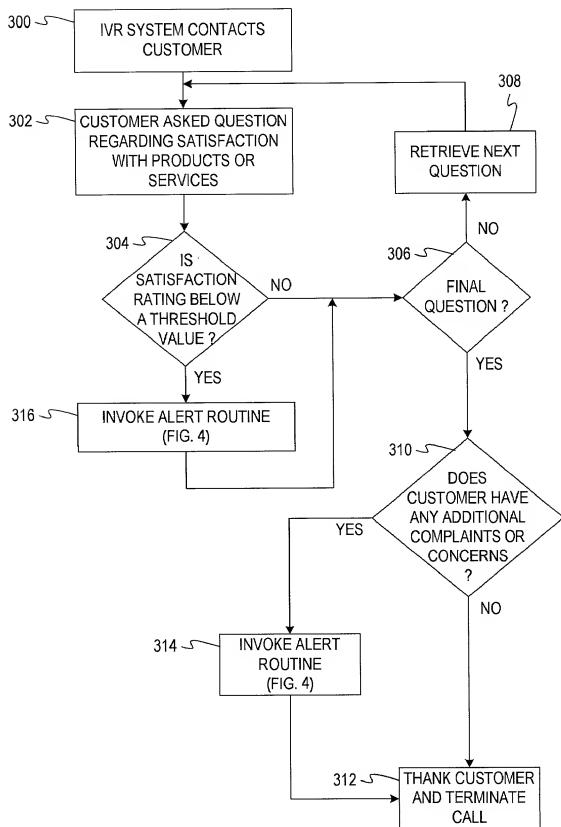 300
IVR SYSTEM CONTACTS
CUSTOMER
308
302
CUSTOMER ASKED QUESTION
REGARDING SATISFACTION
WITH PRODUCTS OR
SERVICES
RETRIEVE NEXT
QUESTION
NO
304
IS
SATISFACTION
RATING BELOW
A THRESHOLD
VALUE ?
NO
306
FINAL
QUESTION ?
YES
YES
316
INVOKE ALERT ROUTINE
(FIG. 4)
310
DOES
CUSTOMER HAVE
ANY ADDITIONAL
COMPLAINTS OR
CONCERNS
?
YES
NO
314
INVOKE ALERT
ROUTINE
(FIG. 4)
312
THANK CUSTOMER
AND TERMINATE
CALL